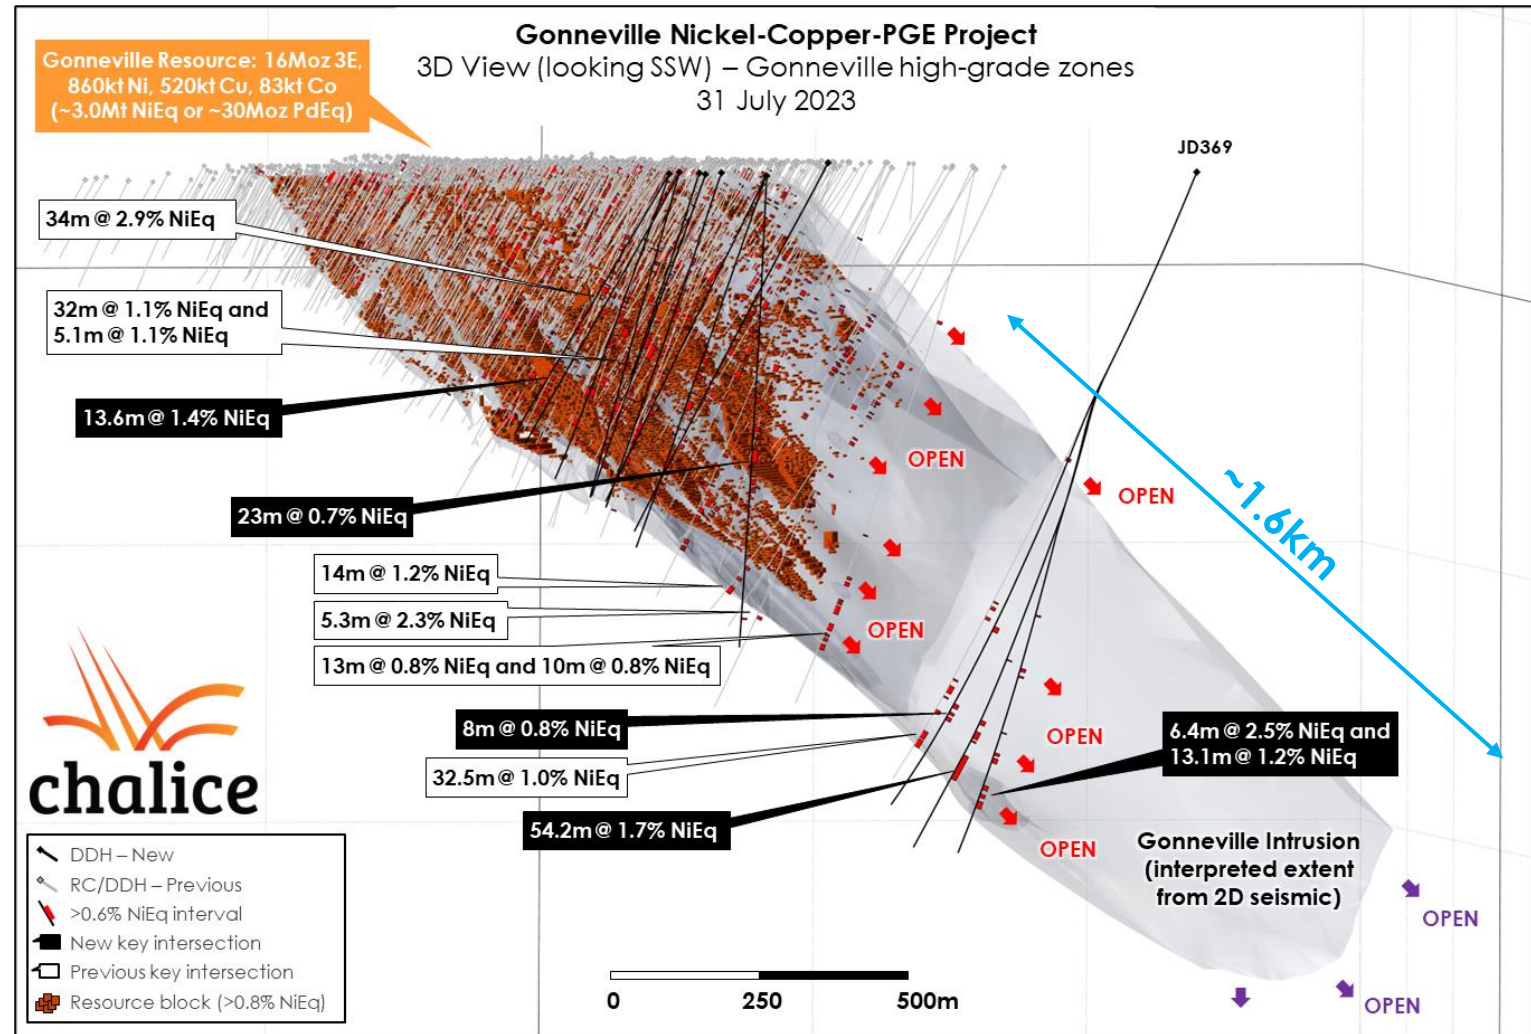 Gonneville Nickel-Copper-PGE Project
3D View (looking SSW) – Gonneville high-grade zones
31 July 2023
Gonneville Resource: 16Moz 3E,
860kt Ni, 520kt Cu, 83kt Co
(~3.0Mt NiEq or ~30Moz PdEq)
JD369
34m @ 2.9% NiEq
32m @ 1.1% NiEq and
5.1m @ 1.1% NiEq
13.6m @ 1.4% NiEq
23m @ 0.7% NiEq
OPEN
OPEN
~1.6km
14m @ 1.2% NiEq
5.3m @ 2.3% NiEq
13m @ 0.8% NiEq and 10m @ 0.8% NiEq
OPEN
8m @ 0.8% NiEq
32.5m @ 1.0% NiEq
54.2m @ 1.7% NiEq
OPEN
6.4m @ 2.5% NiEq and
13.1m @ 1.2% NiEq
OPEN
Gonneville Intrusion
(interpreted extent
from 2D seismic)
OPEN
OPEN
chalice
DDH – New
RC/DDH – Previous
>0.6% NiEq interval
New key intersection
Previous key intersection
Resource block (>0.8% NiEq)
0 250 500m